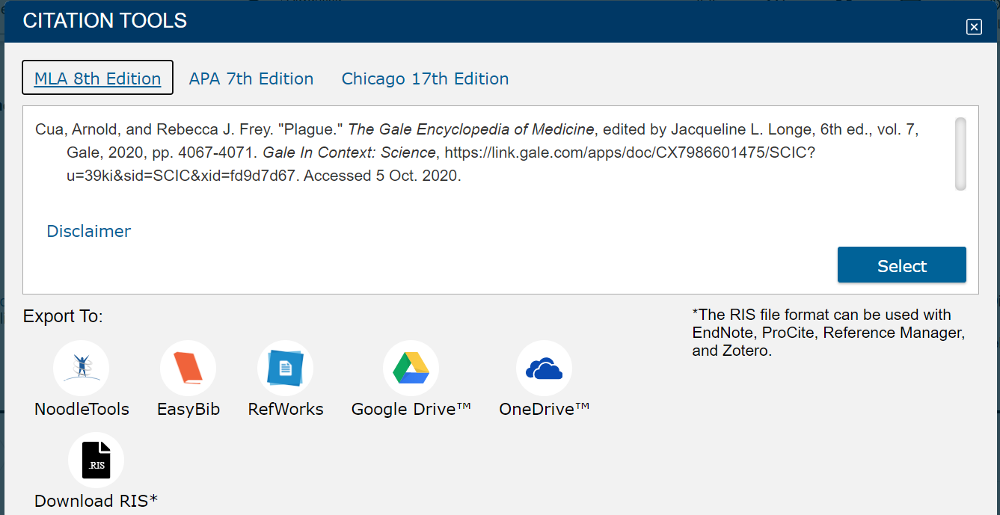 CITATION TOOLS
MLA 8th Edition APA 7th Edition Chicago 17th Edition
Cua, Arnold, and Rebecca J. Frey. "Plague." The Gale Encyclopedia of Medicine, edited by Jacqueline L. Longe, 6th ed., vol. 7,
Gale, 2020, pp. 4067-4071. Gale In Context: Science, https://link.gale.com/apps/doc/CX7986601475/SCIC?
u=39ki&sid=SCIC&xid=fd9d7d67. Accessed 5 Oct. 2020.
Disclaimer
Select
Export To:
*The RIS file format can be used with
EndNote, ProCite, Reference Manager,
and Zotero.
NoodleTools EasyBib RefWorks Google Drive™ OneDrive™
.RIS
Download RIS*